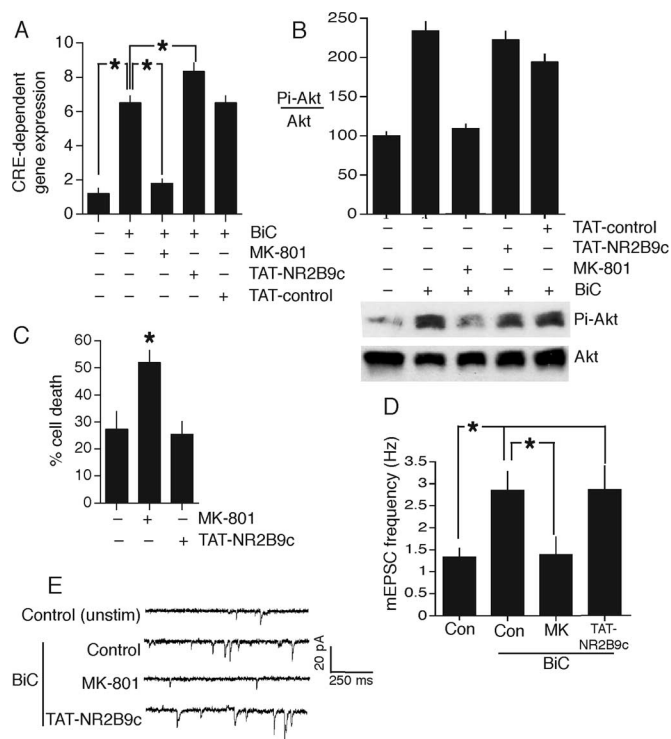 A
CRE-dependent
gene expression
10
8
6
4
2
0
* * *
– + + + + BiC
– – + – – MK-801
– – – + – TAT-NR2B9c
– – – – + TAT-control
B
Pi-Akt
Akt
250
200
150
100
50
0
– – – – + TAT-control
– – – + – TAT-NR2B9c
– – + – – MK-801
– + + + + BiC
Pi-Akt
Akt
C
% cell death
60
50
40
30
20
10
0
*
– + – MK-801
– – + TAT-NR2B9c
D
mEPSC frequency (Hz)
3.5
3
2.5
2
1.5
1
.5
0
* *
Con Con MK TAT-
NR2B9c
BiC
E
Control (unstim)
Control
BiC
MK-801
TAT-NR2B9c
20 pA
250 ms